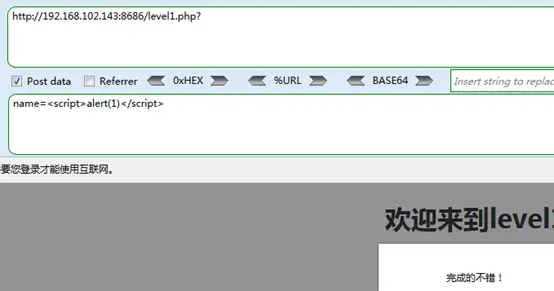 http://192.168.102.143:8686/level1.php?
Post data Referrer 0xHEX %URL BASE64 Insert string to replac
name=<script>alert(1)</script>
要您登录才能使用互联网。
欢迎来到level1
完成的不错！